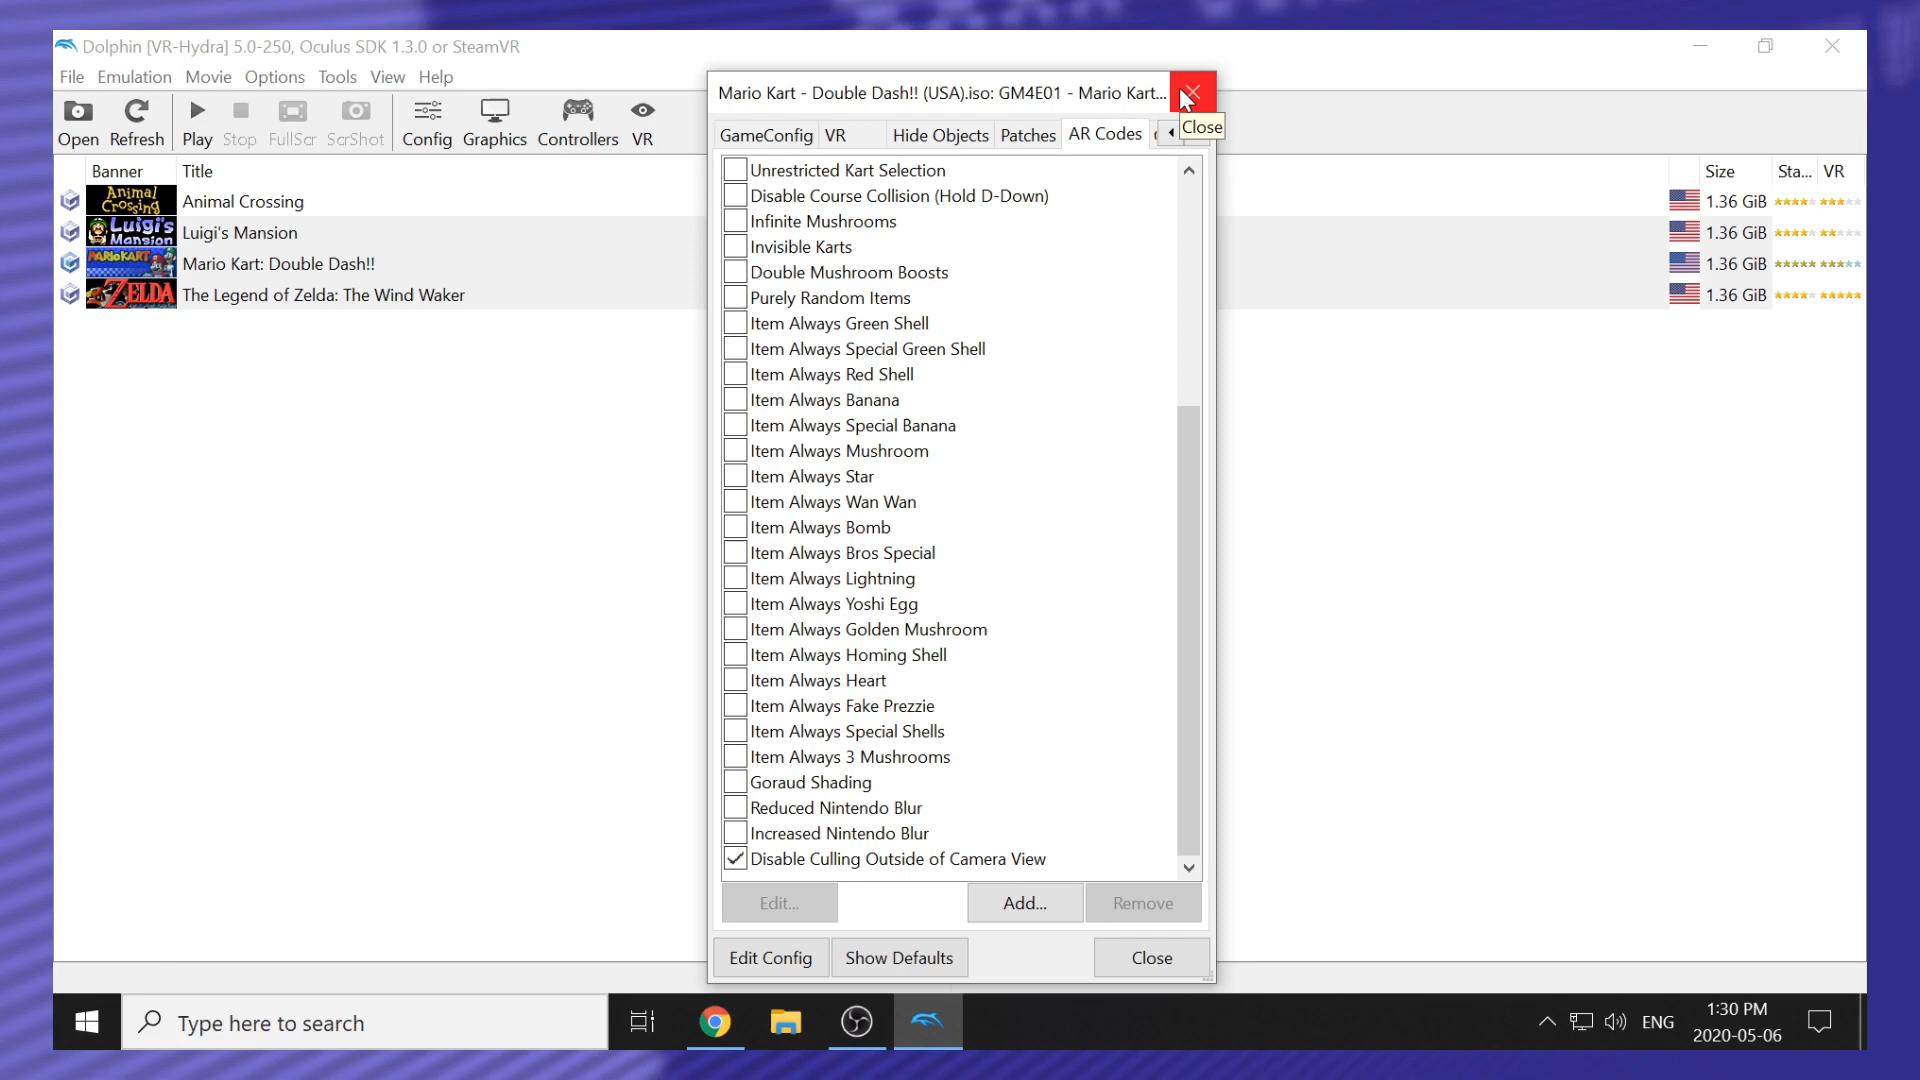 Dolphin [VR-Hydra] 5.0-250, Oculus SDK 1.3.0 or SteamVR
File Emulation Movie Options Tools View Help
Open Refresh Play Stop FullScr ScrShot Config Graphics Controllers VR
Banner Title Size Sta... VR
Animal Crossing Animal Crossing 1.36 GiB
Luigi's Mansion Luigi's Mansion 1.36 GiB
MARIOKART Mario Kart: Double Dash!! 1.36 GiB
ZELDA The Legend of Zelda: The Wind Waker 1.36 GiB
Mario Kart - Double Dash!! (USA).iso: GM4E01 - Mario Kart...
Close
GameConfig VR Hide Objects Patches AR Codes
Unrestricted Kart Selection
Disable Course Collision (Hold D-Down)
Infinite Mushrooms
Invisible Karts
Double Mushroom Boosts
Purely Random Items
Item Always Green Shell
Item Always Special Green Shell
Item Always Red Shell
Item Always Banana
Item Always Special Banana
Item Always Mushroom
Item Always Star
Item Always Wan Wan
Item Always Bomb
Item Always Bros Special
Item Always Lightning
Item Always Yoshi Egg
Item Always Golden Mushroom
Item Always Homing Shell
Item Always Heart
Item Always Fake Prezzie
Item Always Special Shells
Item Always 3 Mushrooms
Goraud Shading
Reduced Nintendo Blur
Increased Nintendo Blur
Disable Culling Outside of Camera View
Edit... Add... Remove
Edit Config Show Defaults Close
Type here to search
ENG
1:30 PM
2020-05-06